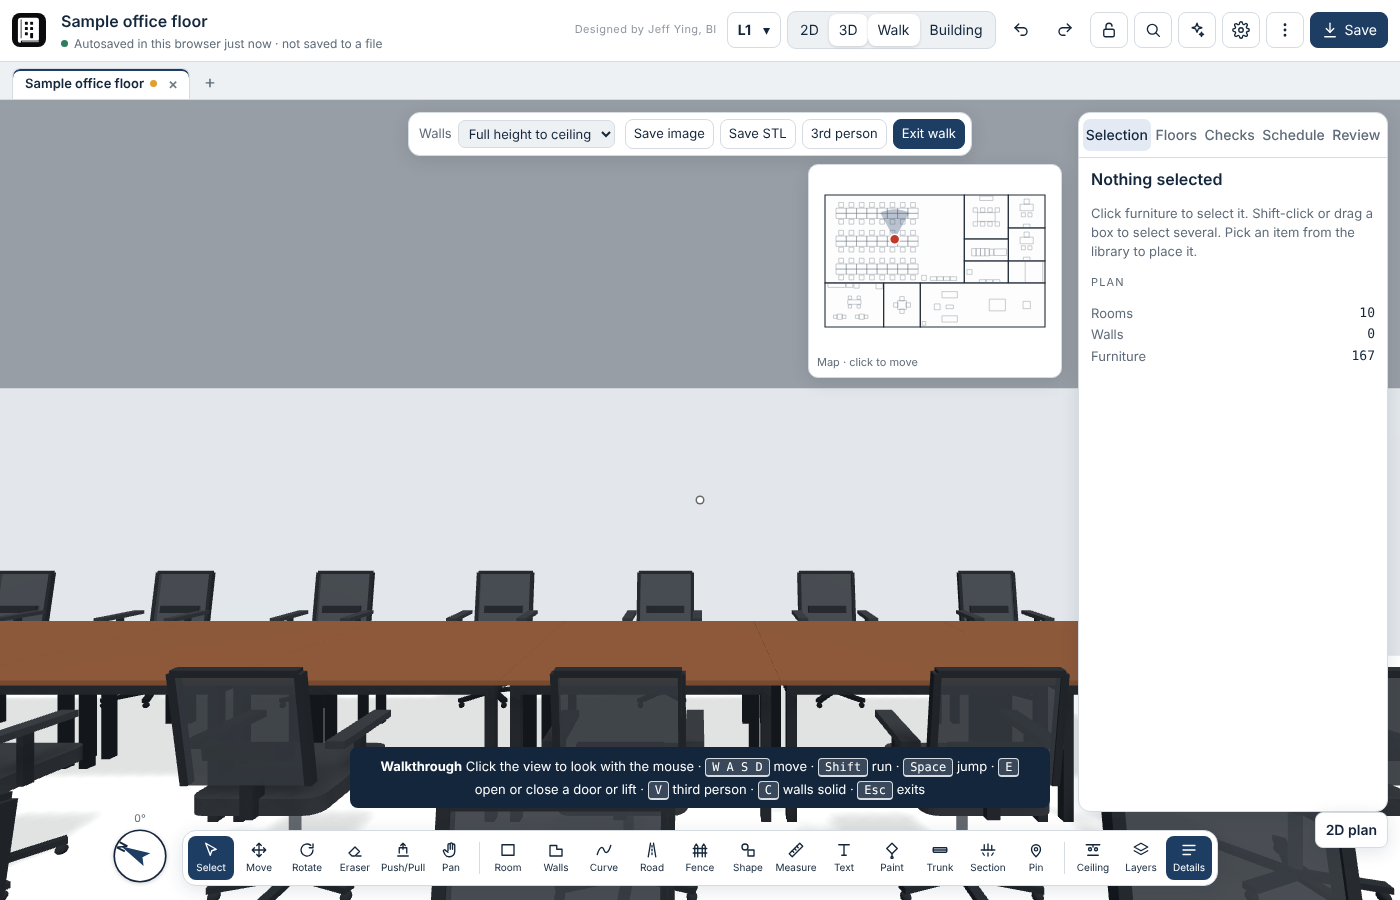 Sample office floor
Autosaved in this browser just now · not saved to a file
Designed by Jeff Ying, BI
L1
2D 3D Walk Building
Save
Sample office floor
Walls Full height to ceiling Save image Save STL 3rd person Exit walk
Map · click to move
Selection Floors Checks Schedule Review
Nothing selected
Click furniture to select it. Shift-click or drag a
box to select several. Pick an item from the
library to place it.
PLAN
Rooms 10
Walls 0
Furniture 167
Walkthrough Click the view to look with the mouse · W A S D move · Shift run · Space jump · E
open or close a door or lift · V third person · C walls solid · Esc exits
0°
N
2D plan
Select Move Rotate Eraser Push/Pull Pan Room Walls Curve Road Fence Shape Measure Text Paint Trunk Section Pin Ceiling Layers Details